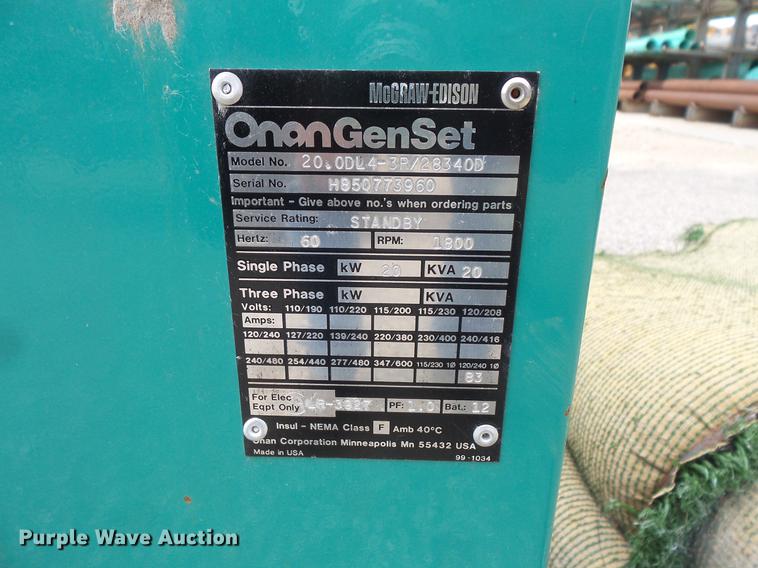 McGRAW-EDISON
Onan GenSet
Model No. 20.0DL4-3P/28340D
Serial No. H850773960
Important - Give above no.'s when ordering parts
Service Rating: STANDBY
Hertz: 60 RPM: 1800
Single Phase kW 20 KVA 20
Three Phase kW KVA
Volts: 110/190 110/220 115/200 115/230 120/208
Amps:
120/240 127/220 139/240 220/380 230/400 240/416
240/480 254/440 277/480 347/600 115/230 1Ø 120/240 1Ø
83
For Elec
Eqpt Only PF: 1.0 Bat.: 12
Insul - NEMA Class F Amb 40°C
Onan Corporation Minneapolis Mn 55432 USA
Made in USA 99-1034
Purple Wave Auction